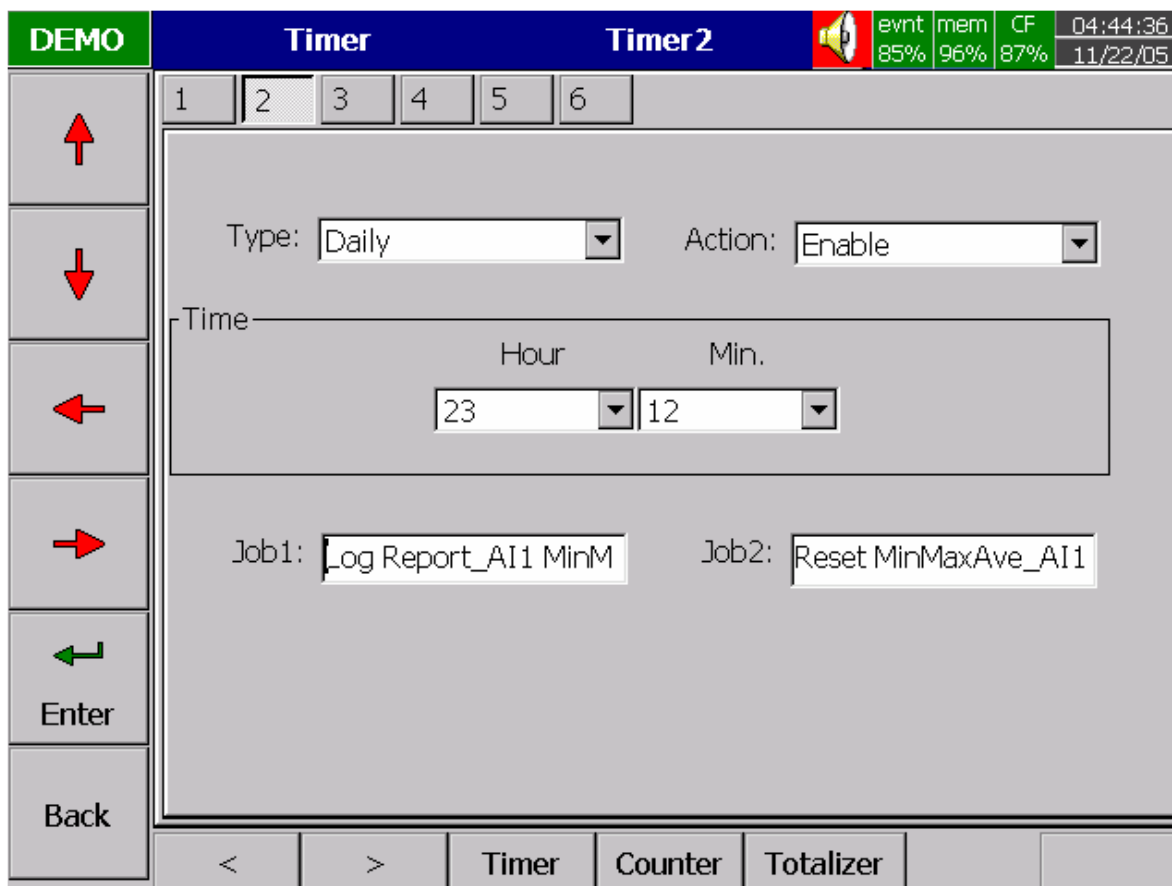 DEMO Timer Timer2 evnt mem CF 04:44:36
85% 96% 87% 11/22/05
1 2 3 4 5 6
Type: Daily Action: Enable
Time
Hour Min.
23 12
Job1: Log Report_AI1 MinM Job2: Reset MinMaxAve_AI1
Enter
Back
< > Timer Counter Totalizer